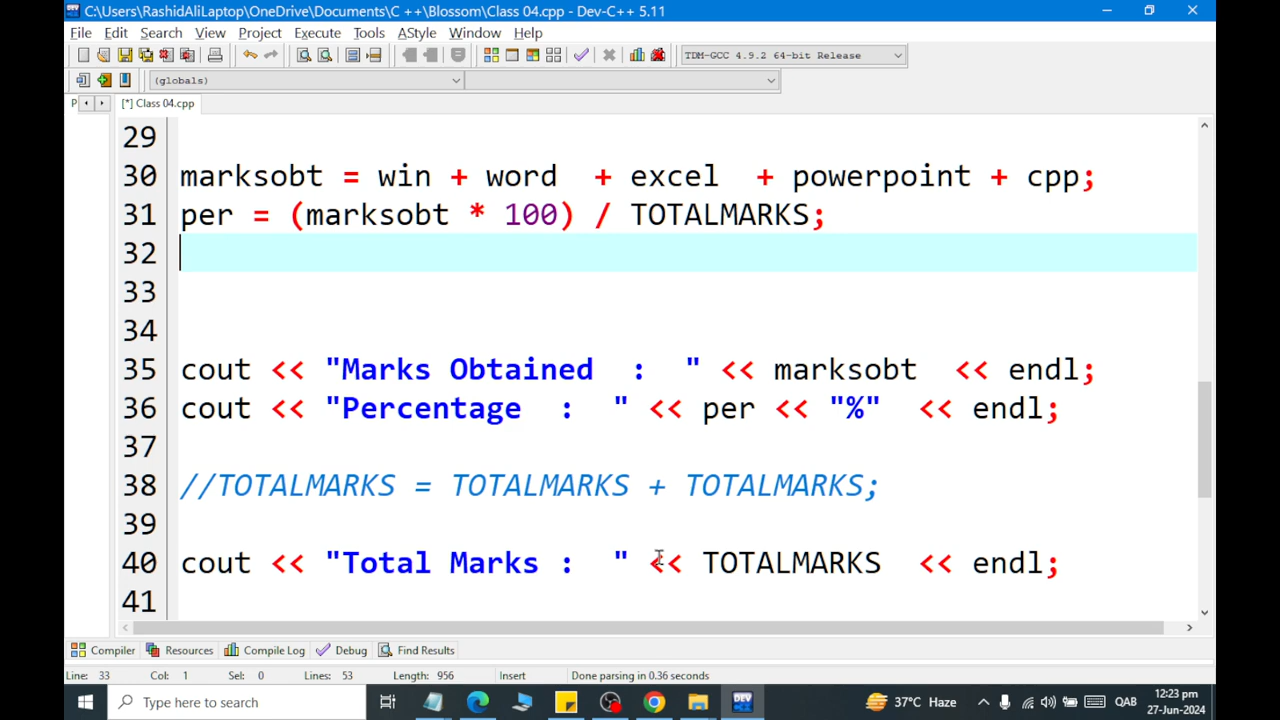 C:\Users\RashidAliLaptop\OneDrive\Documents\C ++\Blossom\Class 04.cpp - Dev-C++ 5.11
File Edit Search View Project Execute Tools AStyle Window Help
TDM-GCC 4.9.2 64-bit Release
(globals)
P [*] Class 04.cpp
29
30 marksobt = win + word  + excel  + powerpoint + cpp;
31 per = (marksobt * 100) / TOTALMARKS;
32
33
34
35 cout << "Marks Obtained  :  " << marksobt  << endl;
36 cout << "Percentage  :  " << per << "%"  << endl;
37
38 //TOTALMARKS = TOTALMARKS + TOTALMARKS;
39
40 cout << "Total Marks :  " << TOTALMARKS  << endl;
41
Compiler Resources Compile Log Debug Find Results
Line: 33 Col: 1 Sel: 0 Lines: 53 Length: 956 Insert Done parsing in 0.36 seconds
Type here to search 37°C Haze QAB 12:23 pm
27-Jun-2024